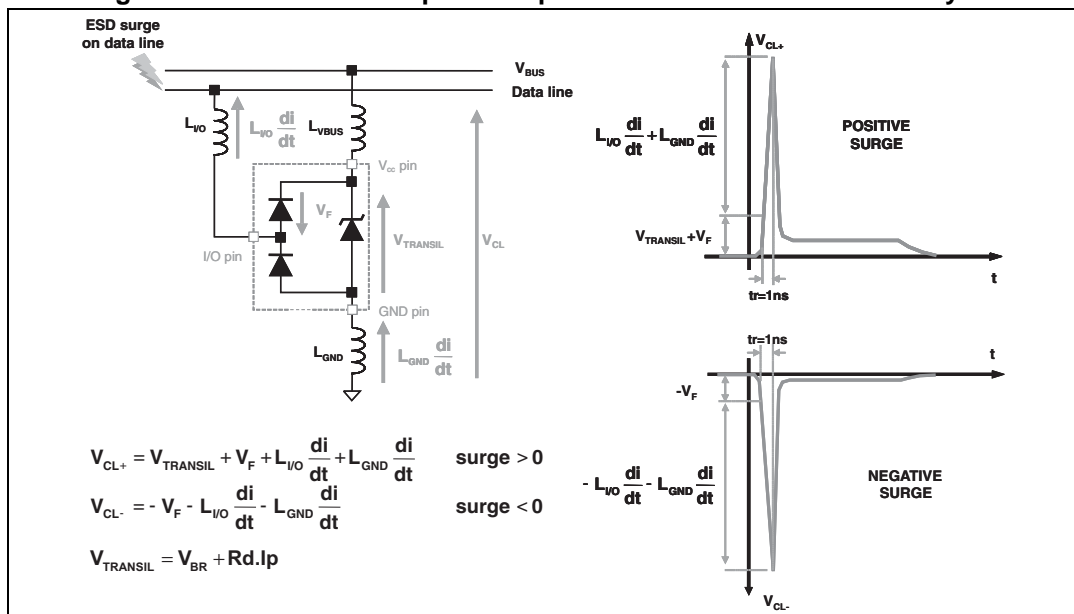 ESD surge
on data line
V_BUS
Data line
L_I/O
L_I/O di/dt
L_VBUS
V_cc pin
V_F
V_TRANSIL
V_CL
I/O pin
GND pin
L_GND
L_GND di/dt
V_CL+ = V_TRANSIL + V_F + L_I/O di/dt + L_GND di/dt surge > 0
V_CL- = - V_F - L_I/O di/dt - L_GND di/dt surge < 0
V_TRANSIL = V_BR + Rd.Ip
V_CL+
L_I/O di/dt + L_GND di/dt
POSITIVE
SURGE
V_TRANSIL+V_F
t
tr=1ns
tr=1ns
t
-V_F
- L_I/O di/dt - L_GND di/dt
NEGATIVE
SURGE
V_CL-